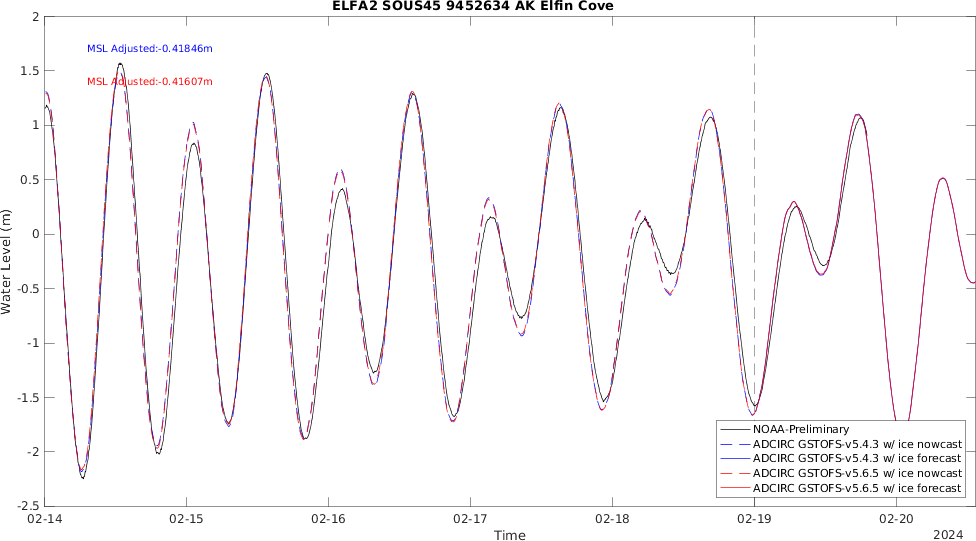 ELFA2 SOUS45 9452634 AK Elfin Cove
MSL Adjusted:-0.41846m
MSL Adjusted:-0.41607m
Water Level (m)
2
1.5
1
0.5
0
-0.5
-1
-1.5
-2
-2.5
NOAA-Preliminary
ADCIRC GSTOFS-v5.4.3 w/ ice nowcast
ADCIRC GSTOFS-v5.4.3 w/ ice forecast
ADCIRC GSTOFS-v5.6.5 w/ ice nowcast
ADCIRC GSTOFS-v5.6.5 w/ ice forecast
02-14 02-15 02-16 02-17 02-18 02-19 02-20
Time
2024